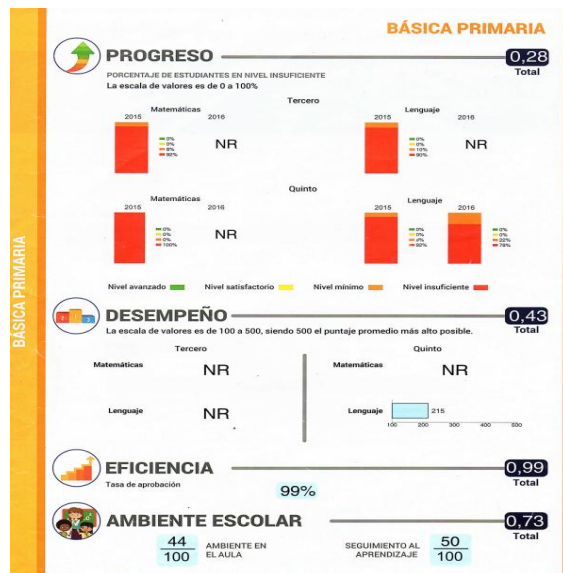 BÁSICA PRIMARIA
BÁSICA PRIMARIA
PROGRESO
0,28
Total
PORCENTAJE DE ESTUDIANTES EN NIVEL INSUFICIENTE
La escala de valores es de 0 a 100%
Tercero
Matemáticas
2015
2016
0%
0%
8%
92%
NR
Lenguaje
2015
2016
0%
0%
10%
90%
NR
Quinto
Matemáticas
2015
2016
0%
0%
0%
100%
NR
Lenguaje
2015
2016
0%
0%
92%
0%
0%
22%
78%
Nivel avanzado
Nivel satisfactorio
Nivel mínimo
Nivel insuficiente
DESEMPEÑO
0,43
Total
La escala de valores es de 100 a 500, siendo 500 el puntaje promedio más alto posible.
Tercero
Matemáticas
NR
Lenguaje
NR
Quinto
Matemáticas
NR
Lenguaje
215
100 200 300 400
EFICIENCIA
0,99
Total
Tasa de aprobación
99%
AMBIENTE ESCOLAR
0,73
Total
44
100
AMBIENTE EN
EL AULA
SEGUIMIENTO AL
APRENDIZAJE
50
100